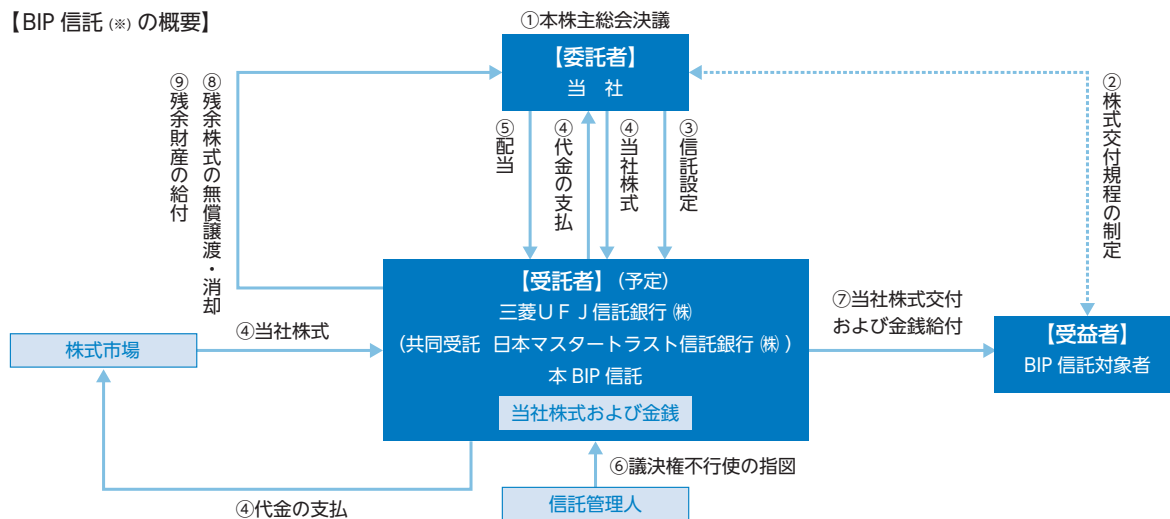 【BIP 信託 (※) の概要】
①本株主総会決議
【委託者】
当 社
⑨残余財産の給付
⑧残余株式の無償譲渡・消却
⑤配当
④代金の支払
④当社株式
③信託設定
②株式交付規程の制定
【受託者】(予定)
三菱UFJ信託銀行 ㈱
(共同受託 日本マスタートラスト信託銀行 ㈱ )
本 BIP 信託
当社株式および金銭
株式市場
④当社株式
⑦当社株式交付
および金銭給付
【受益者】
BIP 信託対象者
⑥議決権不行使の指図
④代金の支払
信託管理人